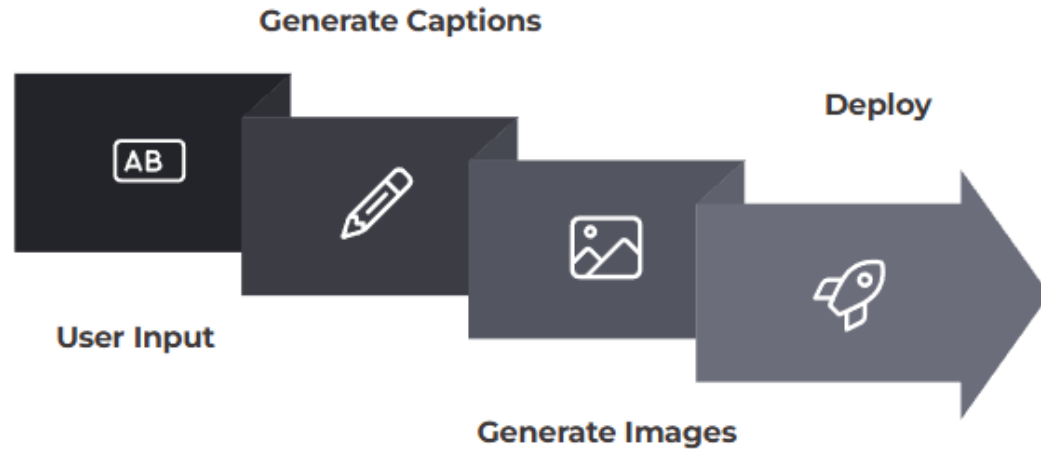 Generate Captions
Deploy
AB
User Input
Generate Images